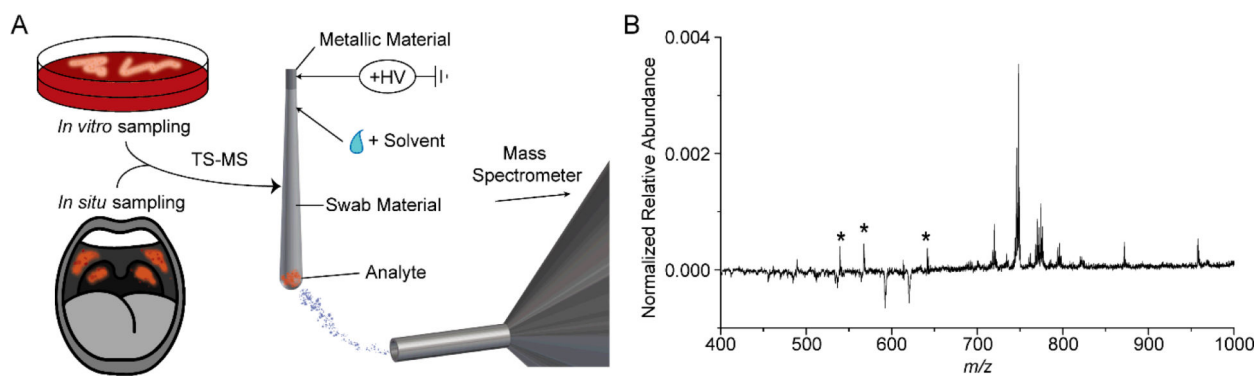 A
In vitro sampling
TS-MS
In situ sampling
Metallic Material
+HV
+ Solvent
Swab Material
Analyte
Mass
Spectrometer
B
Normalized Relative Abundance
0.004
0.002
0.000
* * *
400 500 600 700 800 900 1000
m/z